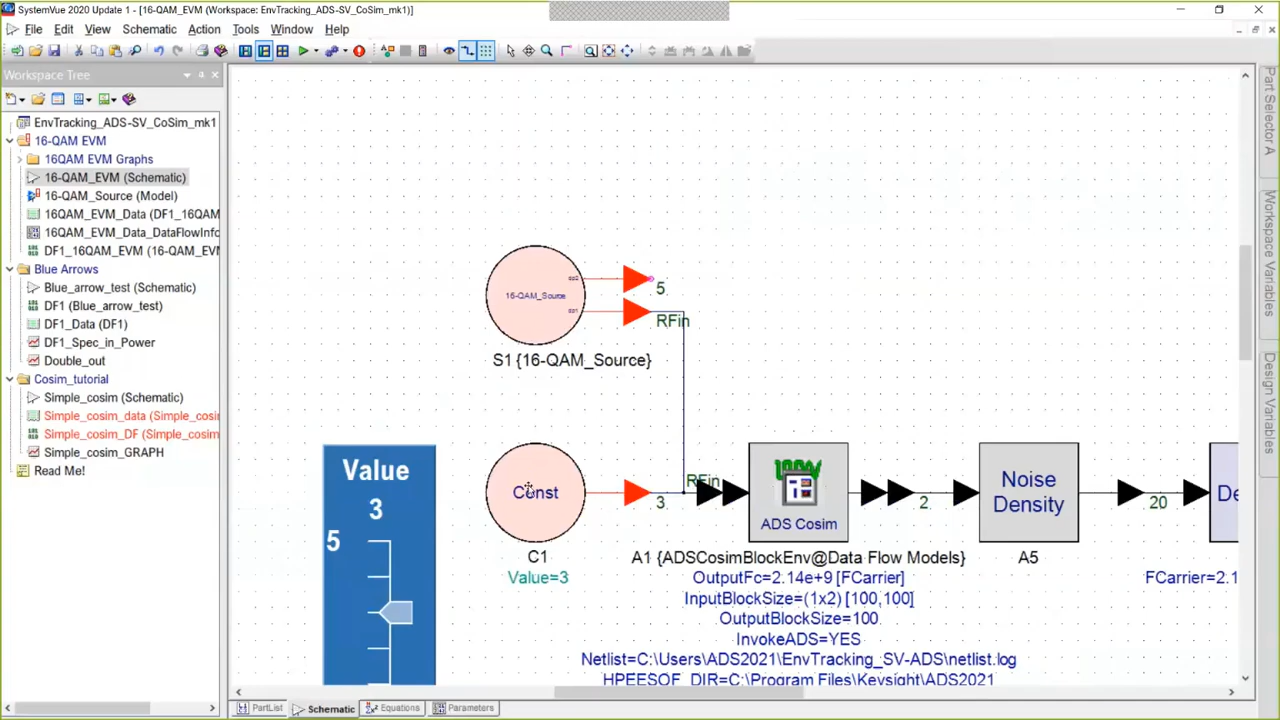 SystemVue 2020 Update 1 - [16-QAM_EVM (Workspace: EnvTracking_ADS-SV_CoSim_mk1)]
File Edit View Schematic Action Tools Window Help
Workspace Tree
EnvTracking_ADS-SV_CoSim_mk1
16-QAM EVM
16QAM EVM Graphs
16-QAM_EVM (Schematic)
16-QAM_Source (Model)
16QAM_EVM_Data (DF1_16QAM
16QAM_EVM_Data_DataFlowInfo
DF1_16QAM_EVM (16-QAM_EVM
Blue Arrows
Blue_arrow_test (Schematic)
DF1 (Blue_arrow_test)
DF1_Data (DF1)
DF1_Spec_in_Power
Double_out
Cosim_tutorial
Simple_cosim (Schematic)
Simple_cosim_data (Simple_cosi
Simple_cosim_DF (Simple_cosim
Simple_cosim_GRAPH
Read Me!
16-QAM_Source
5
RFin
S1 {16-QAM_Source}
Value
3
5
Const
3
RFin
ADS Cosim
2
Noise
Density
20
De
C1
Value=3
A1 {ADSCosimBlockEnv@Data Flow Models}
OutputFc=2.14e+9 [FCarrier]
InputBlockSize=(1x2) [100,100]
OutputBlockSize=100
InvokeADS=YES
Netlist=C:\Users\ADS2021\EnvTracking_SV-ADS\netlist.log
HPEESOF_DIR=C:\Program Files\Keysight\ADS2021
A5
FCarrier=2.1
Part Selector A
Workspace Variables
Design Variables
PartList Schematic Equations Parameters